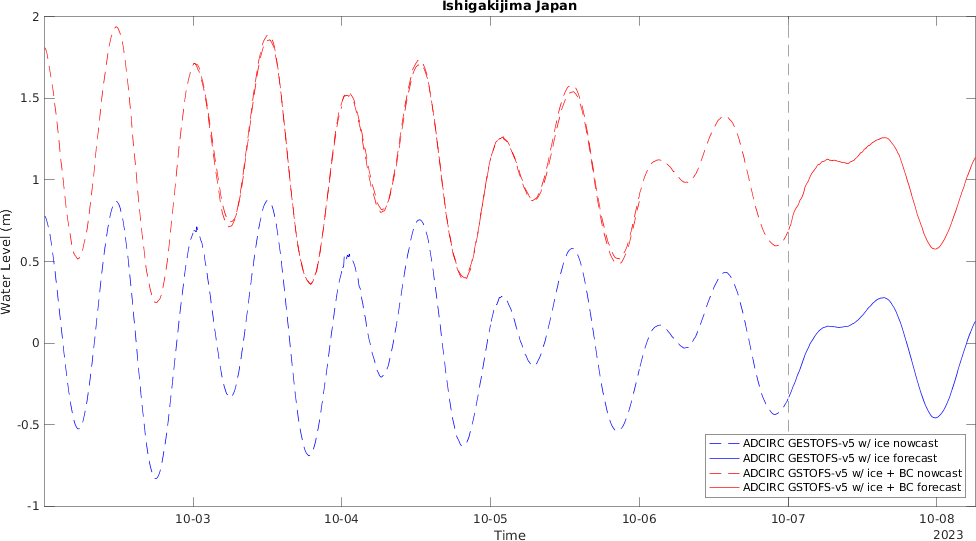 Ishigakijima Japan
2
1.5
1
0.5
0
-0.5
-1
Water Level (m)
10-03
10-04
10-05
10-06
10-07
10-08
Time
2023
ADCIRC GESTOFS-v5 w/ ice nowcast
ADCIRC GESTOFS-v5 w/ ice forecast
ADCIRC GSTOFS-v5 w/ ice + BC nowcast
ADCIRC GSTOFS-v5 w/ ice + BC forecast